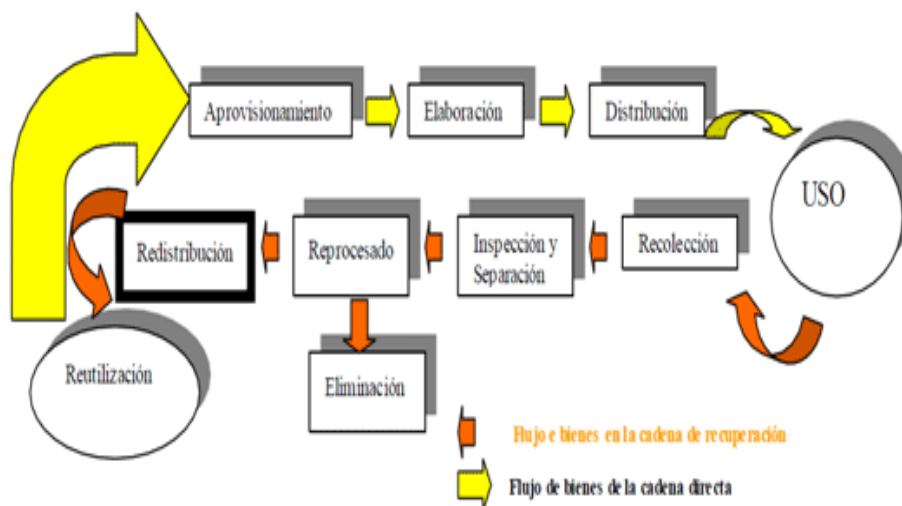 Aprovisionamiento
Elaboración
Distribución
USO
Redistribución
Reprocesado
Inspección y
Separación
Recolección
Reutilización
Eliminación
Flujo e bienes en la cadena de recuperación
Flujo de bienes de la cadena directa